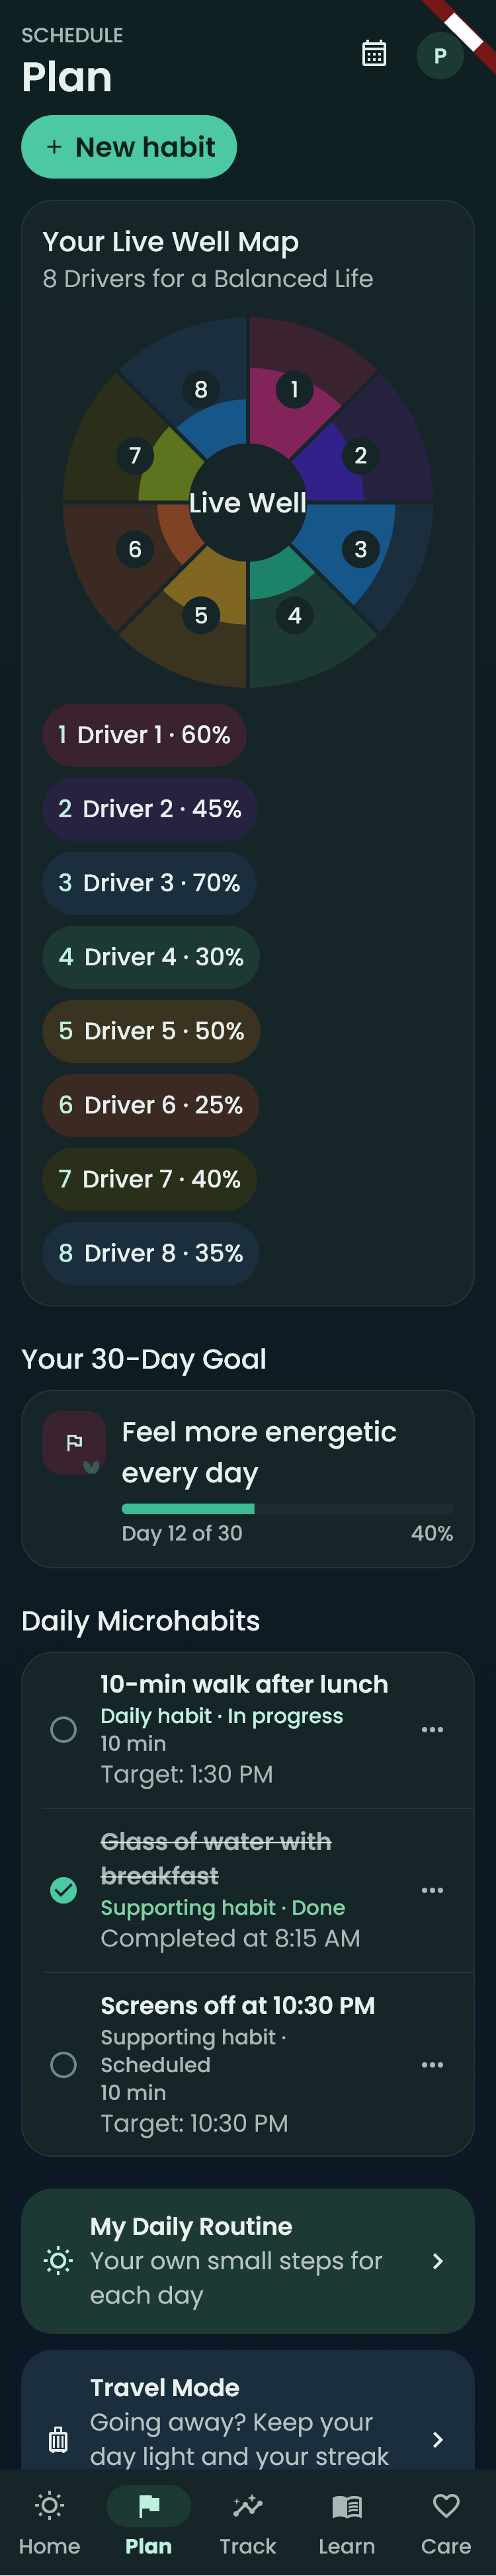 SCHEDULE
Plan
P
+ New habit
Your Live Well Map
8 Drivers for a Balanced Life
8
1
7
2
Live Well
6
3
5
4
1 Driver 1 · 60%
2 Driver 2 · 45%
3 Driver 3 · 70%
4 Driver 4 · 30%
5 Driver 5 · 50%
6 Driver 6 · 25%
7 Driver 7 · 40%
8 Driver 8 · 35%
Your 30-Day Goal
Feel more energetic
every day
Day 12 of 30 40%
Daily Microhabits
10-min walk after lunch
Daily habit · In progress
10 min
Target: 1:30 PM
Glass of water with
breakfast
Supporting habit · Done
Completed at 8:15 AM
Screens off at 10:30 PM
Supporting habit ·
Scheduled
10 min
Target: 10:30 PM
My Daily Routine
Your own small steps for
each day
Travel Mode
Going away? Keep your
day light and your streak
Home Plan Track Learn Care